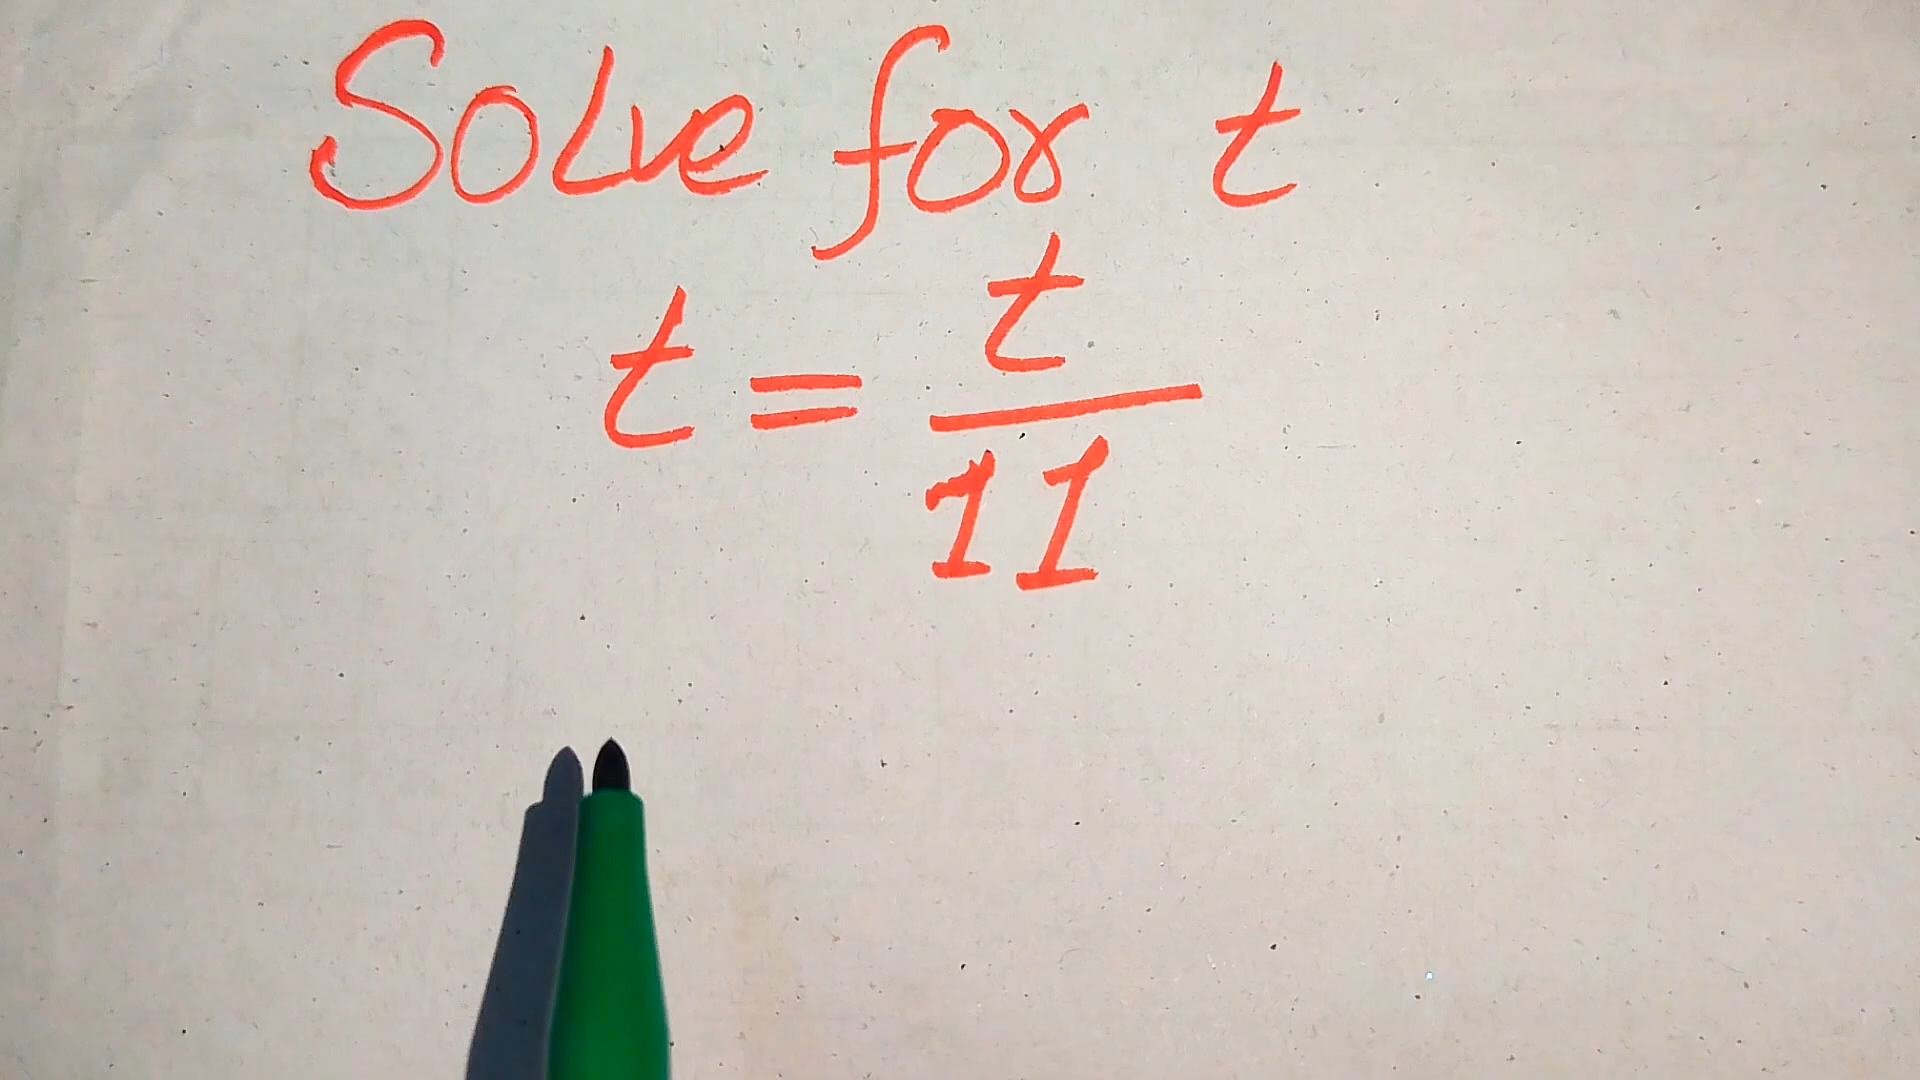 Solve for t
t = t/11